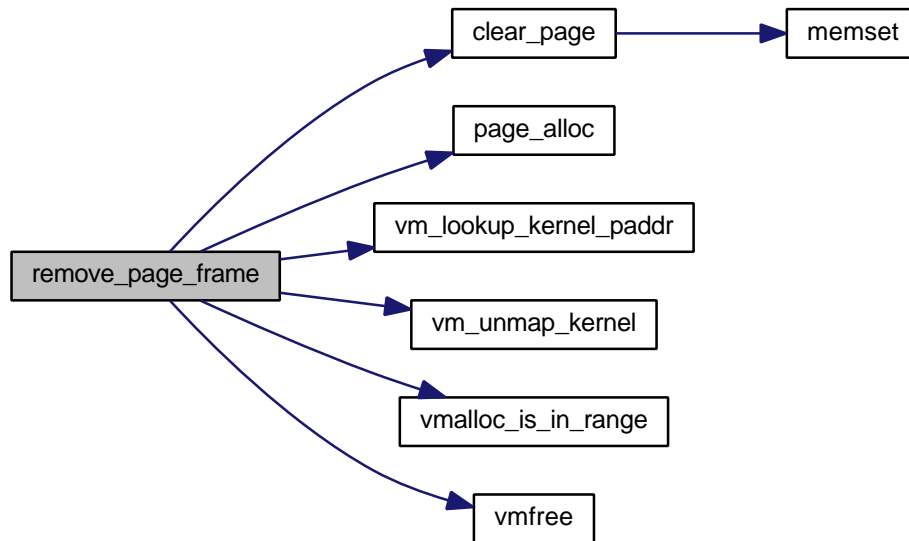 clear_page
memset
page_alloc
vm_lookup_kernel_paddr
remove_page_frame
vm_unmap_kernel
vmalloc_is_in_range
vmfree